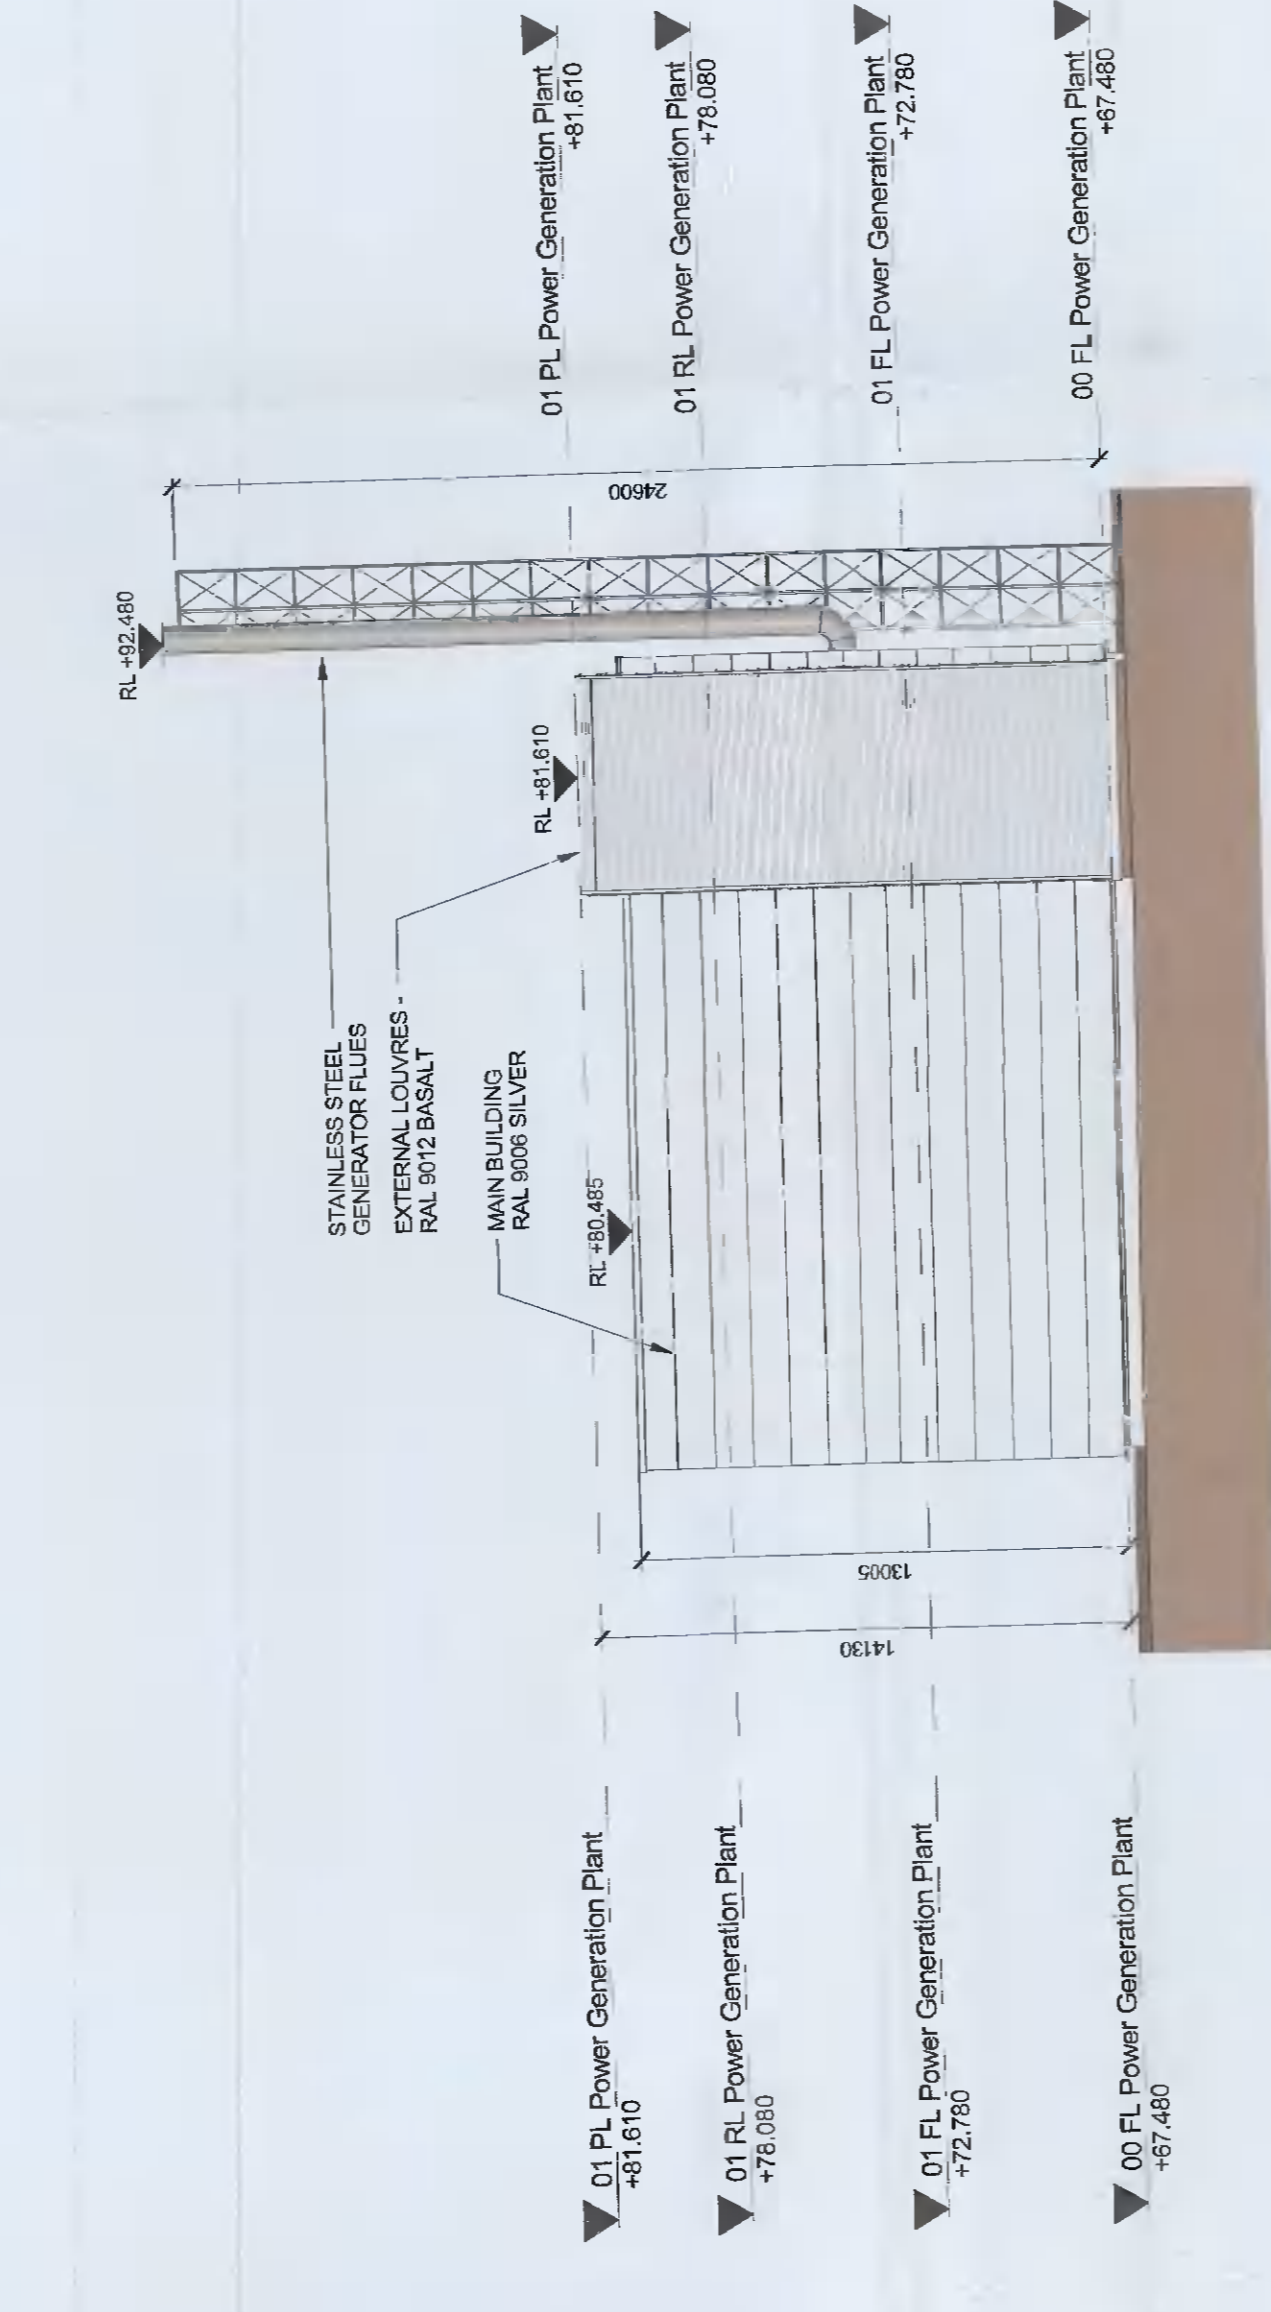 RL +92.480
24600
STAINLESS STEEL
GENERATOR FLUES
EXTERNAL LOUVRES -
RAL 9012 BASALT
MAIN BUILDING
RAL 9006 SILVER
RL +81.610
RL +80.485
13005
14130
01 PL Power Generation Plant
+81.610
01 RL Power Generation Plant
+78.080
01 FL Power Generation Plant
+72.780
00 FL Power Generation Plant
+67.480
01 PL Power Generation Plant
+81.610
01 RL Power Generation Plant
+78.080
01 FL Power Generation Plant
+72.780
00 FL Power Generation Plant
+67.480